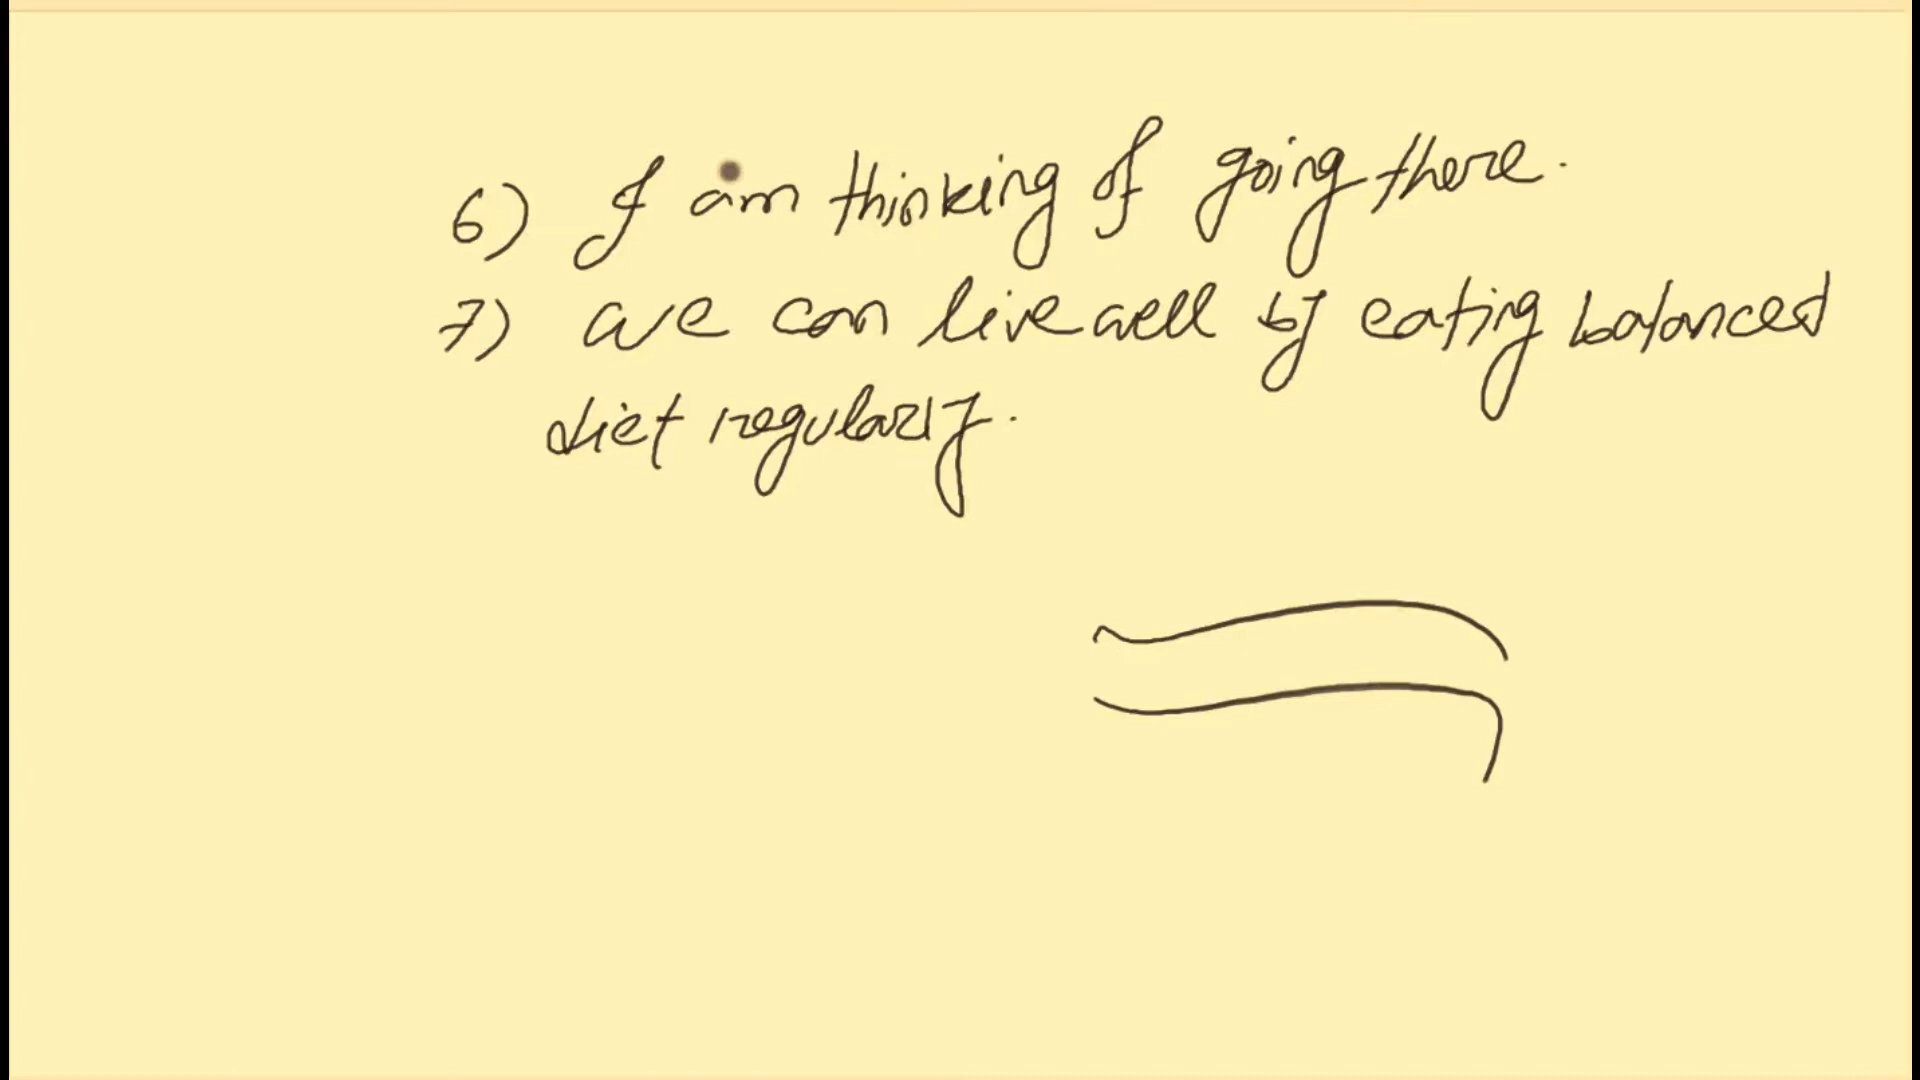 6) I am thinking of going there.
7) We can live well by eating balanced
diet regularly.